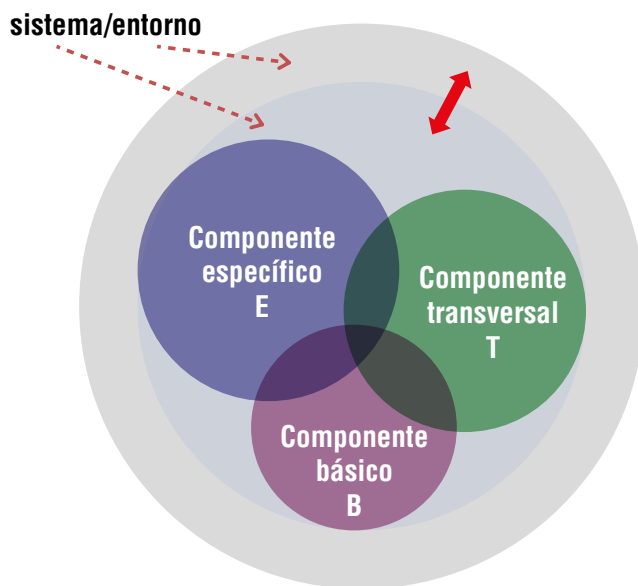 sistema/entorno
Componente
específico
E
Componente
transversal
T
Componente
básico
B